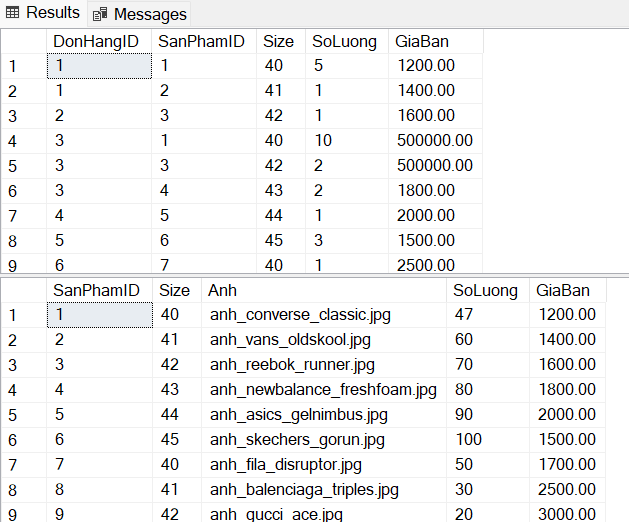 Results Messages
DonHangID SanPhamID Size SoLuong GiaBan
1 1 1 40 5 1200.00
2 1 2 41 1 1400.00
3 2 3 42 1 1600.00
4 3 1 40 10 500000.00
5 3 3 42 2 500000.00
6 3 4 43 2 1800.00
7 4 5 44 1 2000.00
8 5 6 45 3 1500.00
9 6 7 40 1 2500.00
SanPhamID Size Anh SoLuong GiaBan
1 1 40 anh_converse_classic.jpg 47 1200.00
2 2 41 anh_vans_oldskool.jpg 60 1400.00
3 3 42 anh_reebok_runner.jpg 70 1600.00
4 4 43 anh_newbalance_freshfoam.jpg 80 1800.00
5 5 44 anh_asics_gelnimbus.jpg 90 2000.00
6 6 45 anh_skechers_gorun.jpg 100 1500.00
7 7 40 anh_fila_disruptor.jpg 50 1700.00
8 8 41 anh_balenciaga_triples.jpg 30 2500.00
9 9 42 anh_gucci_ace.jpg 20 3000.00